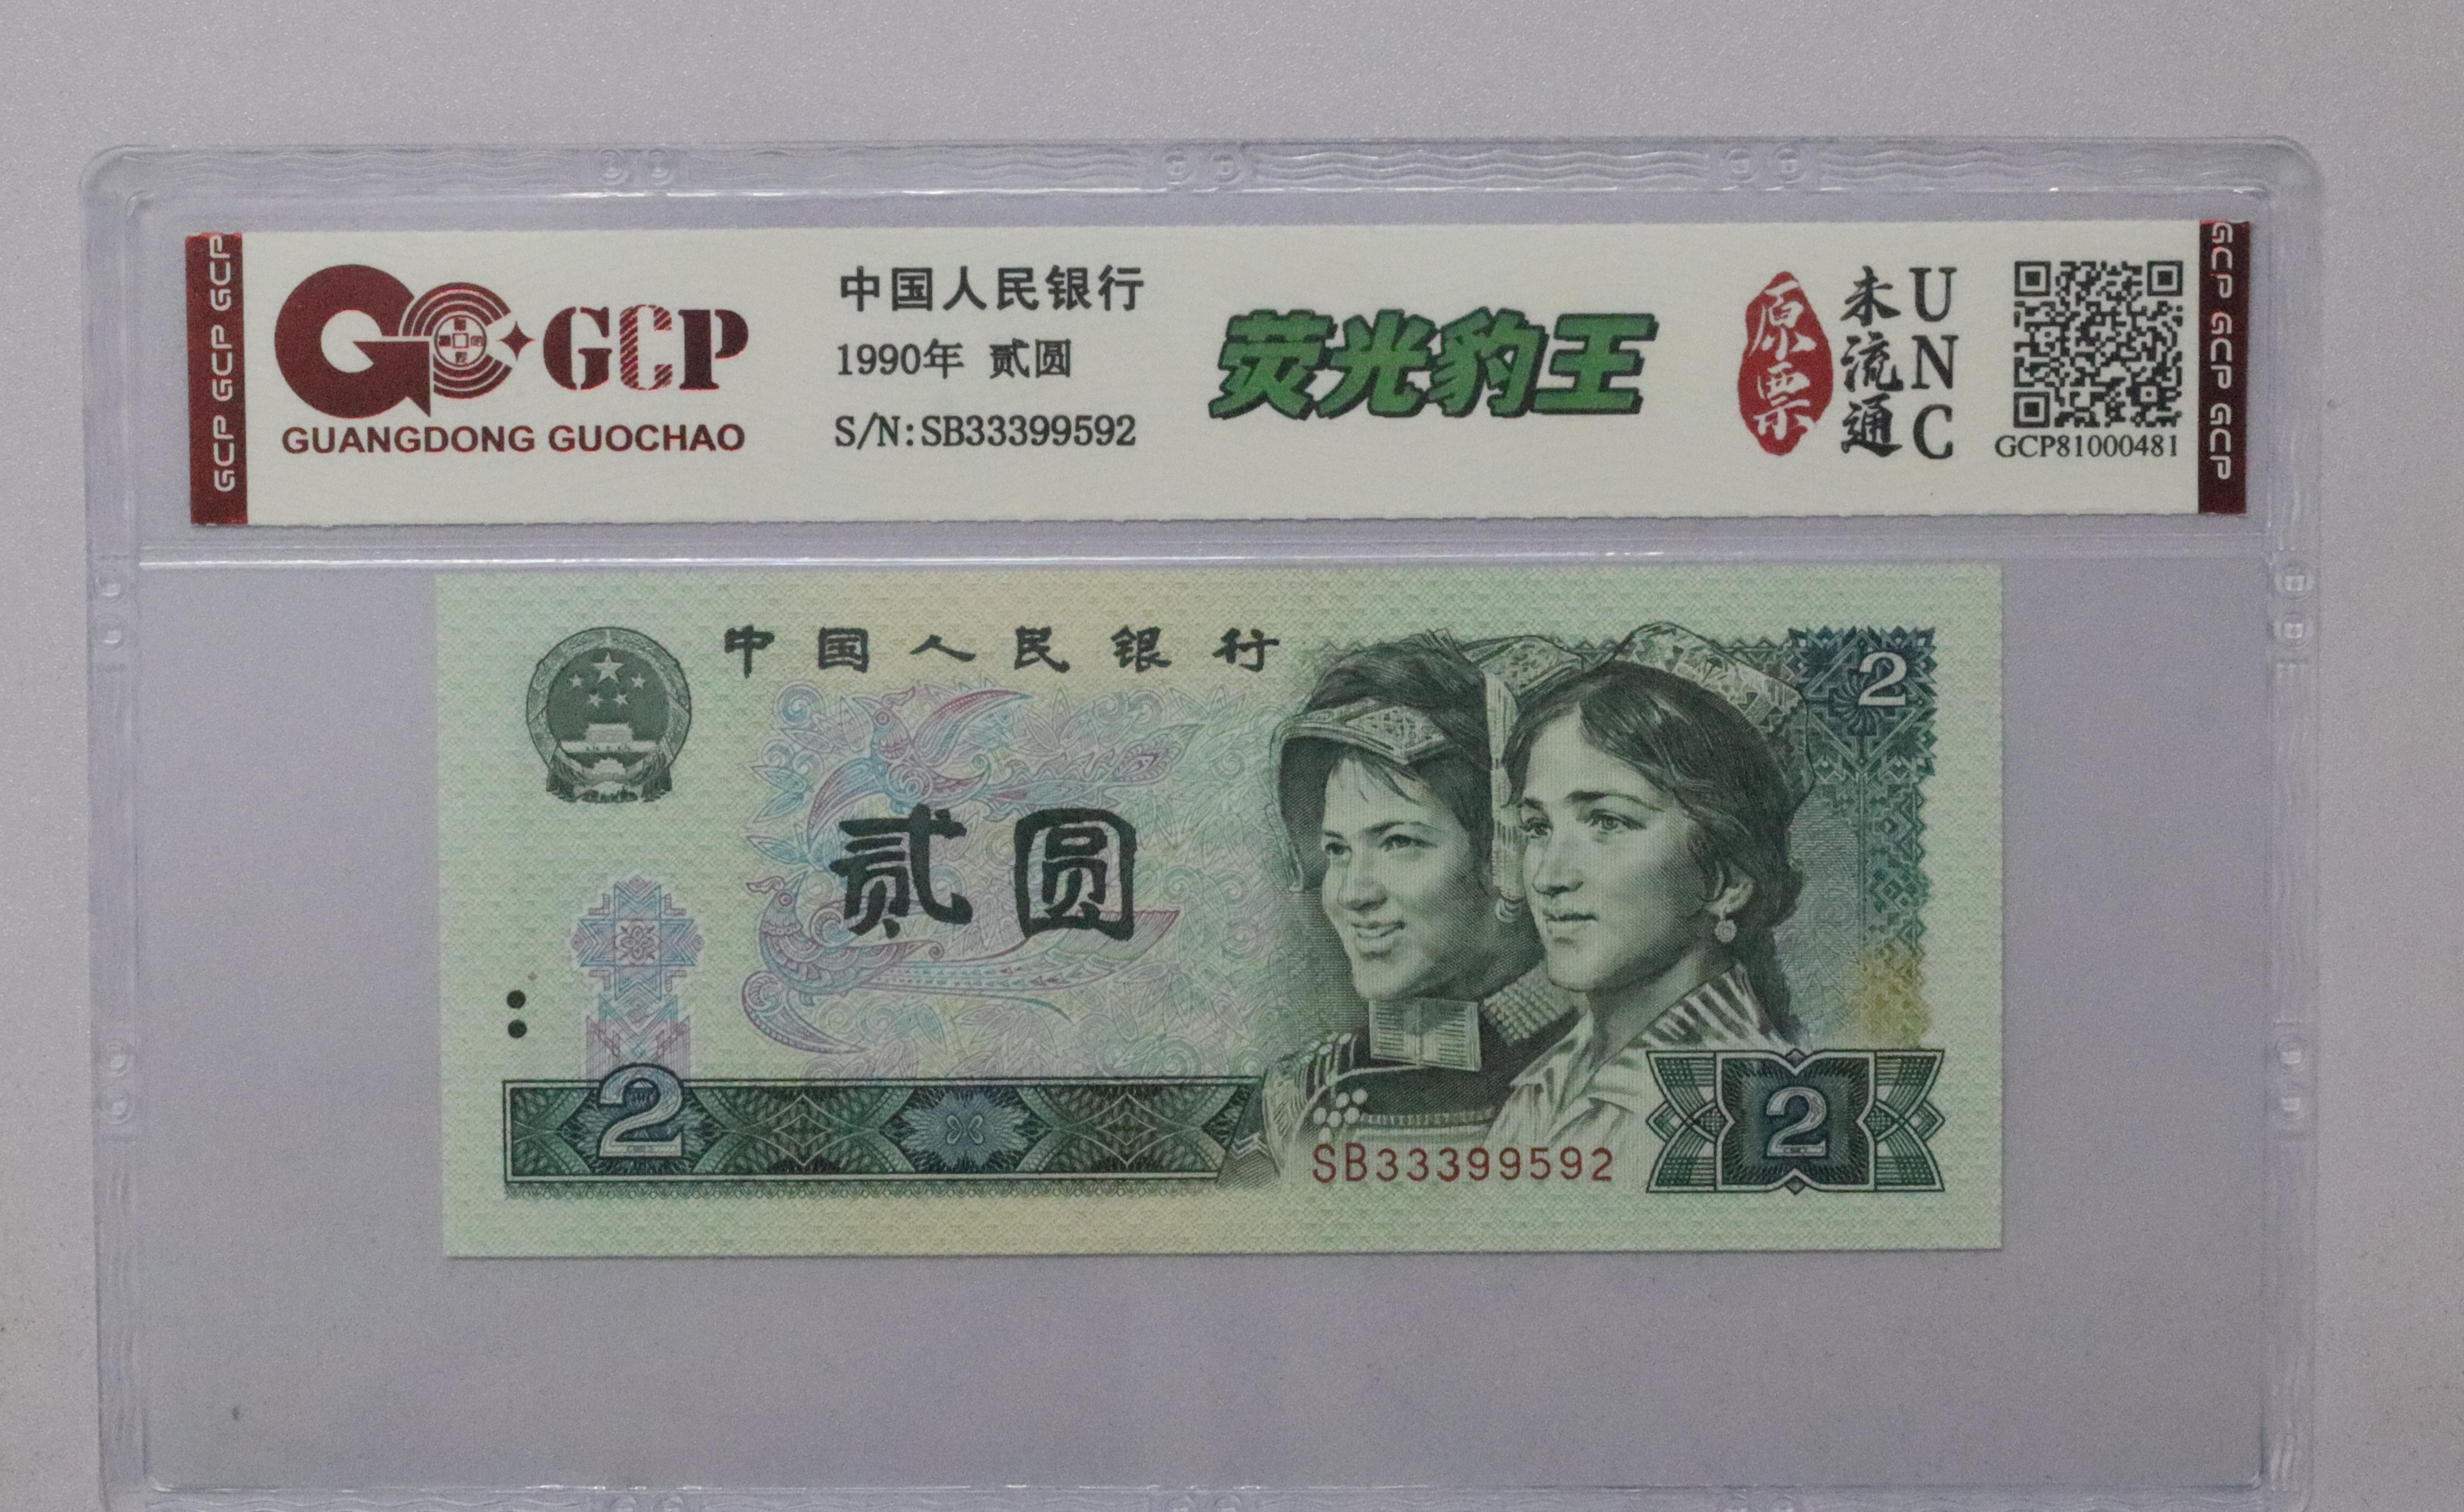 GCP GCP GCP
GCP
GUANGDONG GUOCHAO
中国人民银行
1990年 贰圆
S/N:SB33399592
荧光豹王
原票
未流通
UNC
GCP81000481
GCP GCP GCP
中国人民银行
2
贰圆
2
SB33399592
2